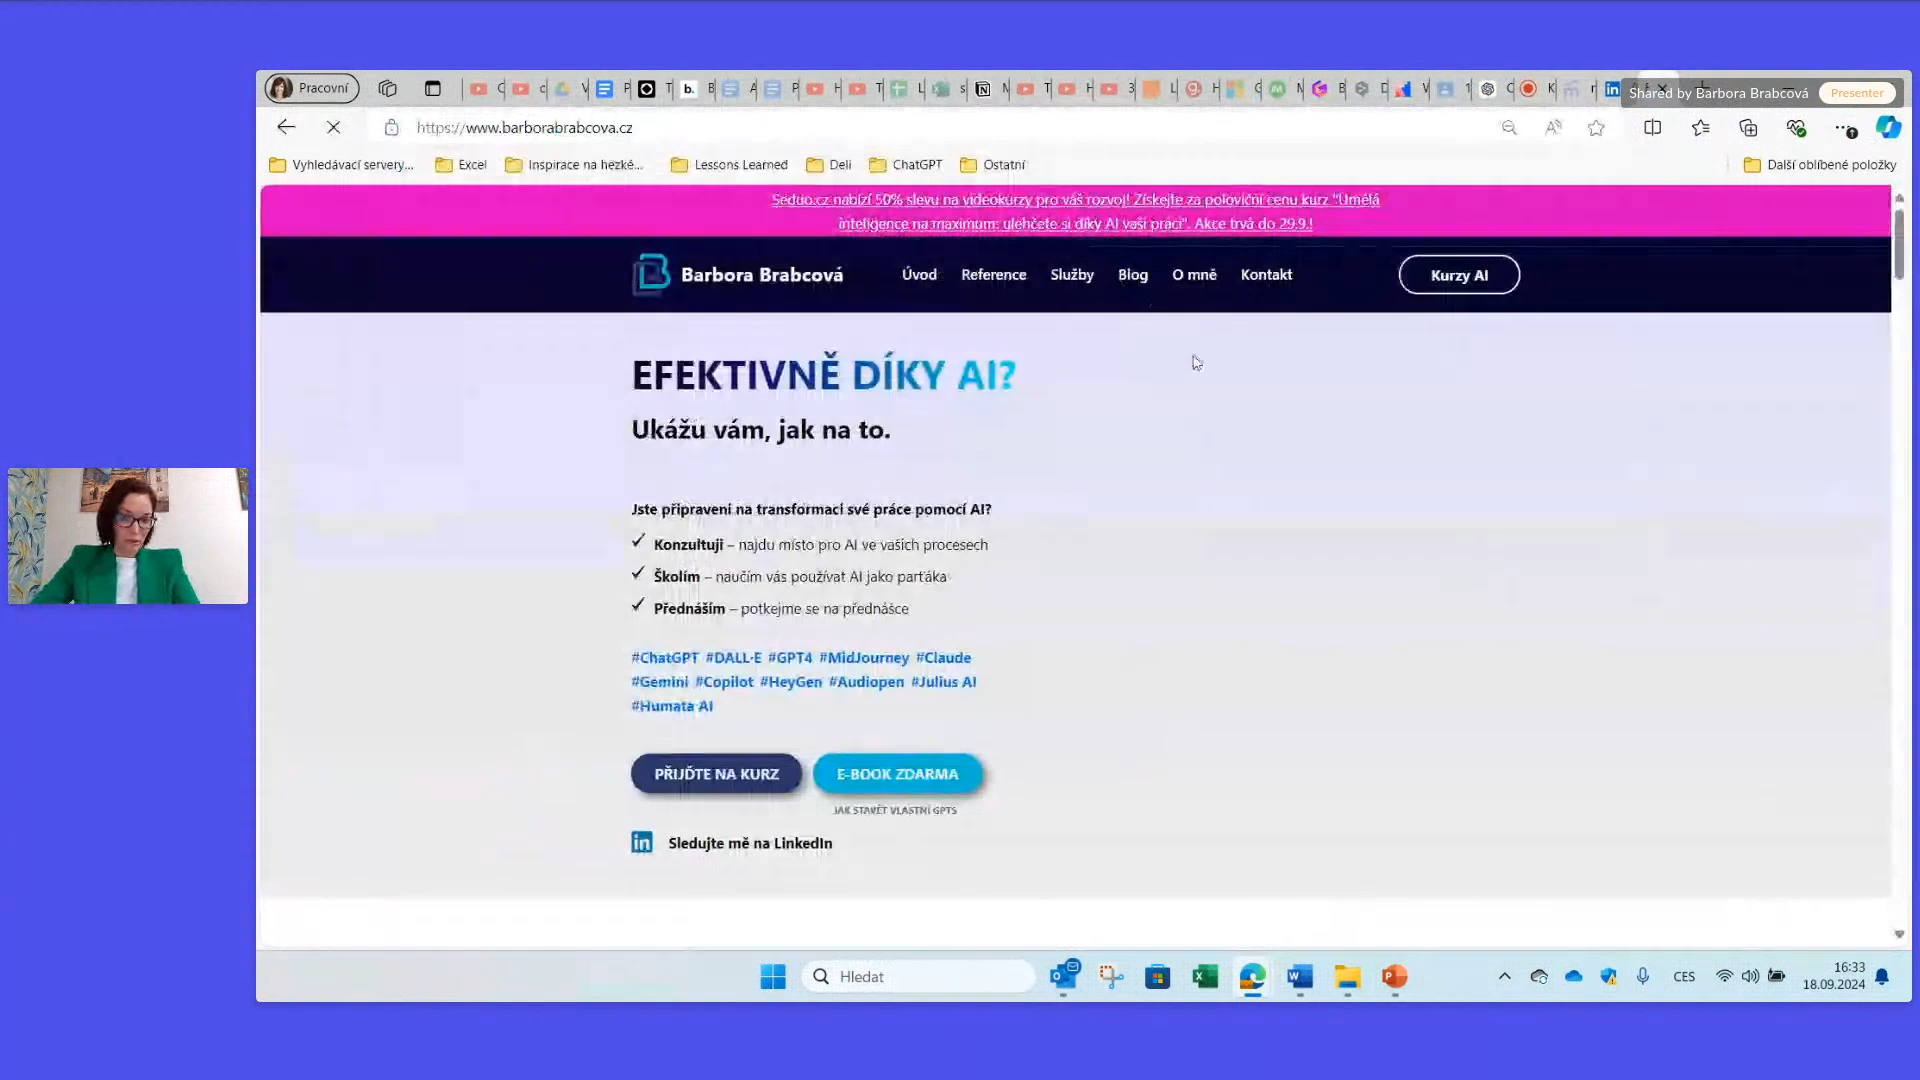 Pracovní
Shared by Barbora Brabcová
Presenter
https://www.barborabrabcova.cz
Vyhledávací servery...
Excel
Inspirace na hezké...
Lessons Learned
Deli
ChatGPT
Ostatní
Další oblíbené položky
Seduo.cz nabízí 50% slevu na videokurzy pro váš rozvoj! Získejte za poloviční cenu kurz "Umělá
inteligence na maximum: ulehčete si díky AI vaši práci". Akce trvá do 29.9.!
Barbora Brabcová
Úvod
Reference
Služby
Blog
O mně
Kontakt
Kurzy AI
EFEKTIVNĚ DÍKY AI?
Ukážu vám, jak na to.
Jste připraveni na transformaci své práce pomocí AI?
Konzultuji – najdu místo pro AI ve vašich procesech
Školím – naučím vás používat AI jako parťáka
Přednáším – potkejme se na přednášce
#ChatGPT #DALL·E #GPT4 #MidJourney #Claude
#Gemini #Copilot #HeyGen #Audiopen #Julius AI
#Humata AI
PŘIJĎTE NA KURZ
E-BOOK ZDARMA
JAK STAVĚT VLASTNÍ GPTS
Sledujte mě na LinkedIn
Hledat
CES
16:33
18.09.2024